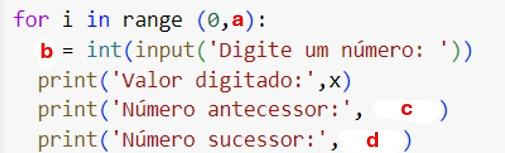 for i in range (0,a):
b = int(input('Digite um número: '))
print('Valor digitado:',x)
print('Número antecessor:', c )
print('Número sucessor:', d )